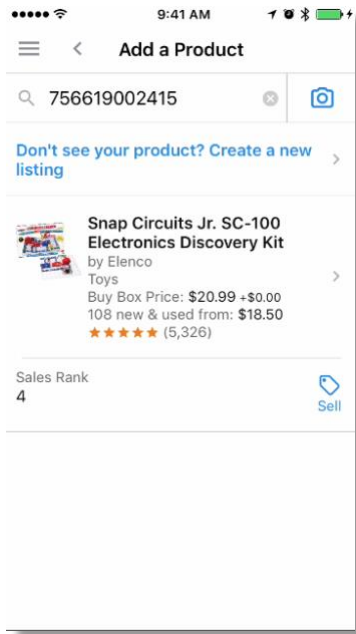 9:41 AM
Add a Product
756619002415
Don't see your product? Create a new
listing
Snap Circuits Jr. SC-100
Electronics Discovery Kit
by Elenco
Toys
Buy Box Price: $20.99 +$0.00
108 new & used from: $18.50
(5,326)
Sales Rank
4
Sell